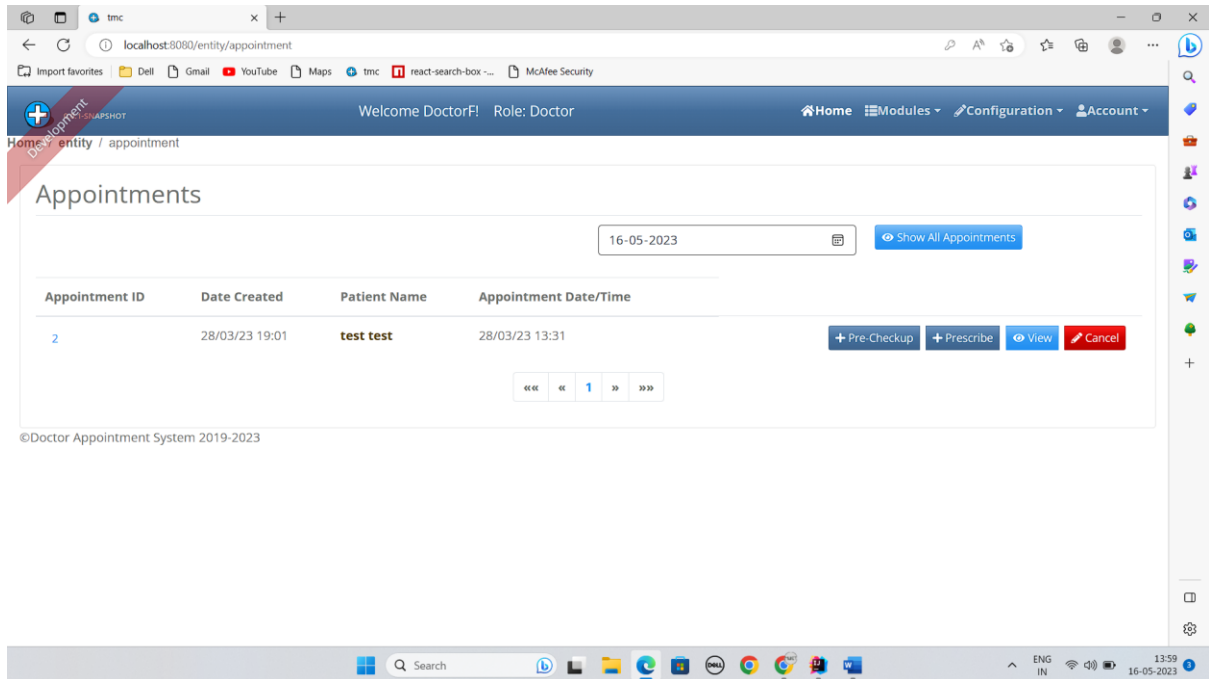 tmc
localhost:8080/entity/appointment
Import favorites Dell Gmail YouTube Maps tmc react-search-box -... McAfee Security
-SNAPSHOT Welcome DoctorF! Role: Doctor Home Modules Configuration Account
Development
Home / entity / appointment
Appointments
16-05-2023 Show All Appointments
Appointment ID Date Created Patient Name Appointment Date/Time
2 28/03/23 19:01 test test 28/03/23 13:31 + Pre-Checkup + Prescribe View Cancel
«« « 1 » »»
©Doctor Appointment System 2019-2023
Search DELL ENG 13:59
IN 16-05-2023 3